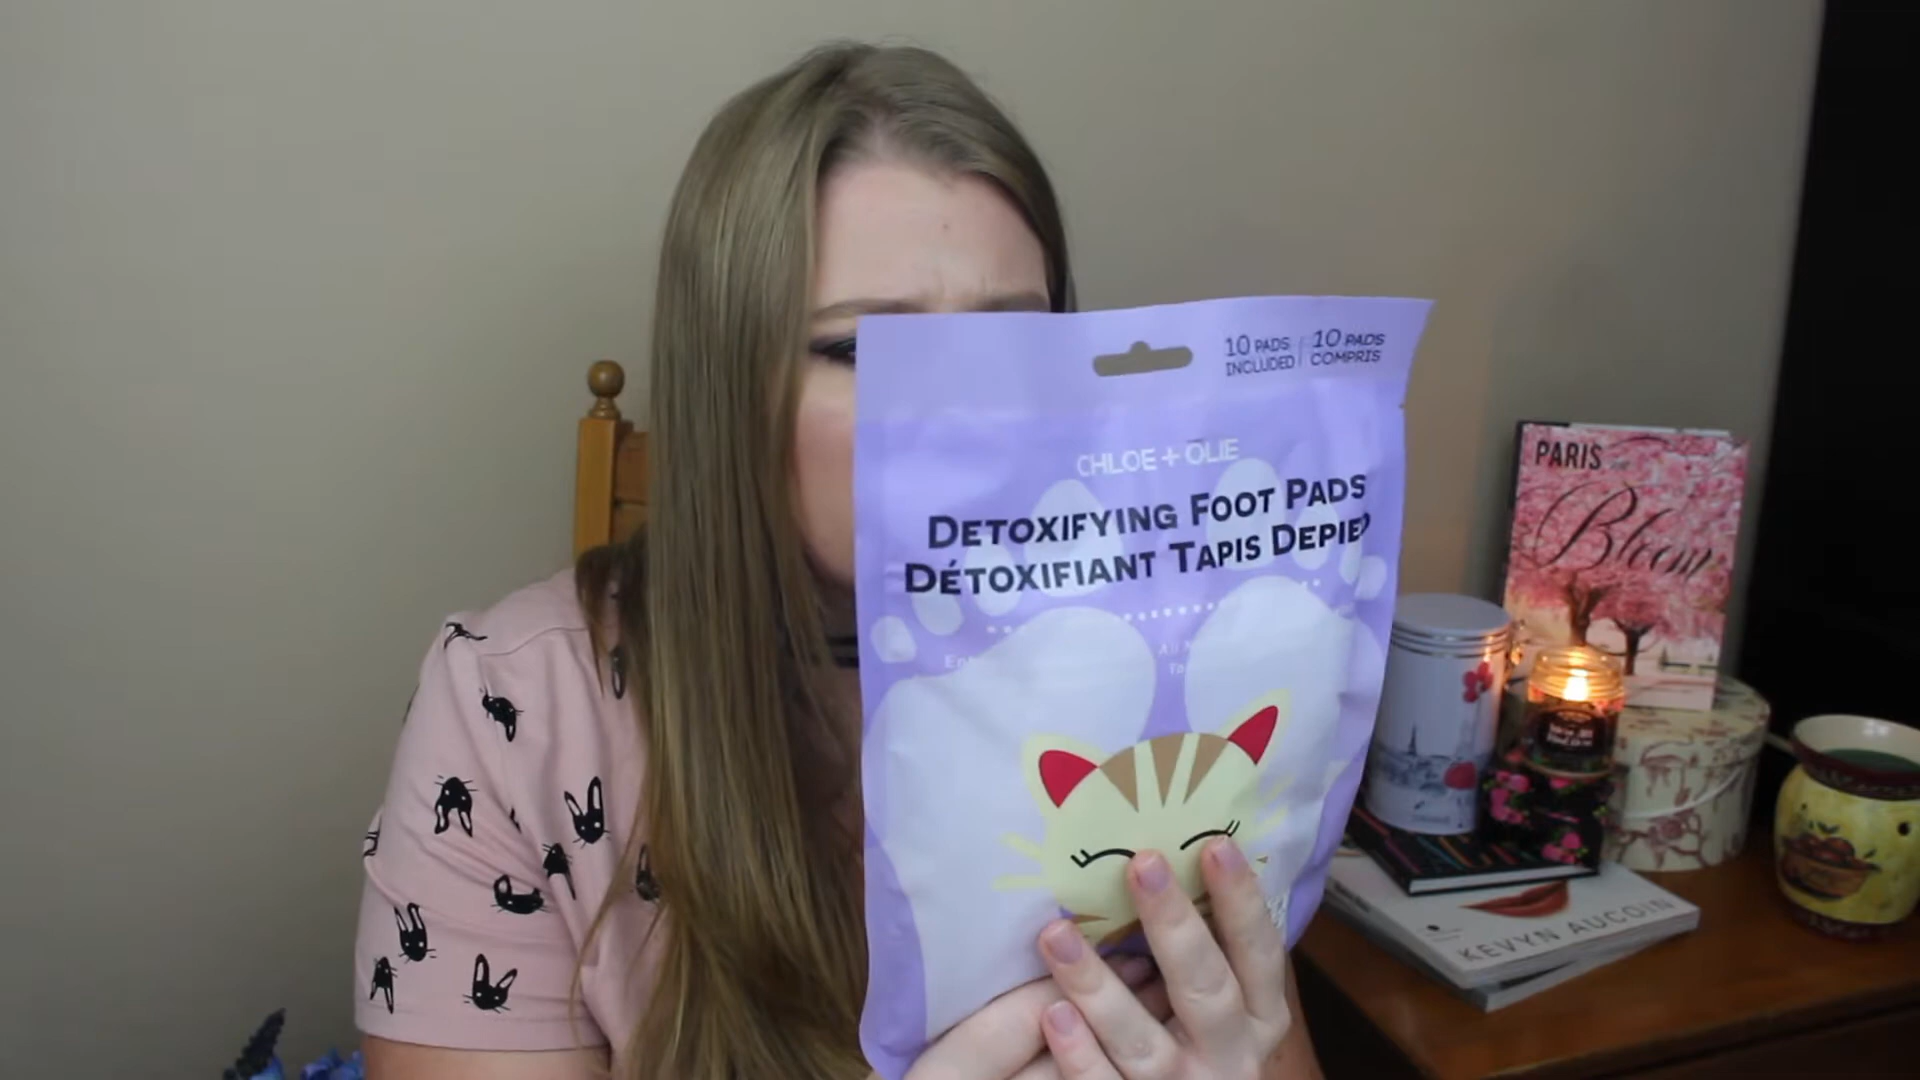 10 PADS
INCLUDED
10 PADS
COMPRIS
CHLOE + OLIE
DETOXIFYING FOOT PADS
DÉTOXIFIANT TAPIS DEPIED
PARIS
Bloom
KEVYN AUCOIN